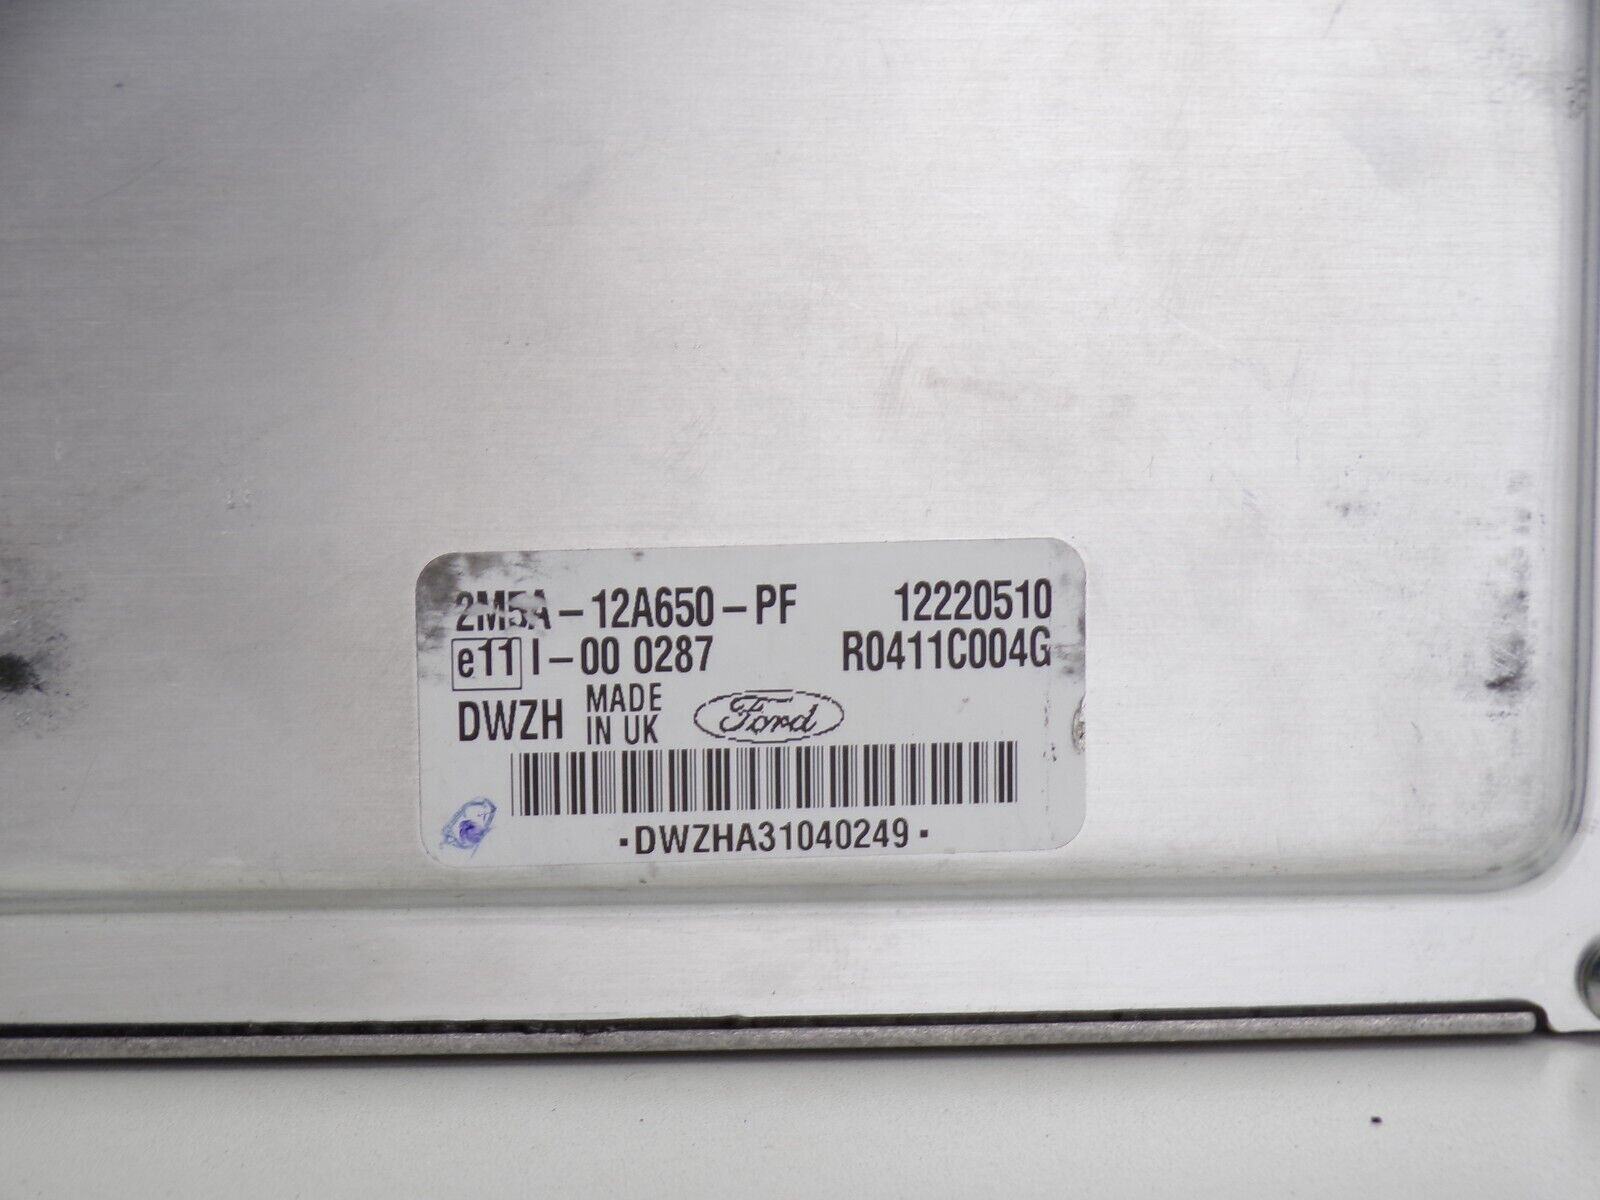 2M5A-12A650-PF 12220510
e11 I-00 0287 R0411C004G
DWZH MADE IN UK Ford
·DWZHA31040249·